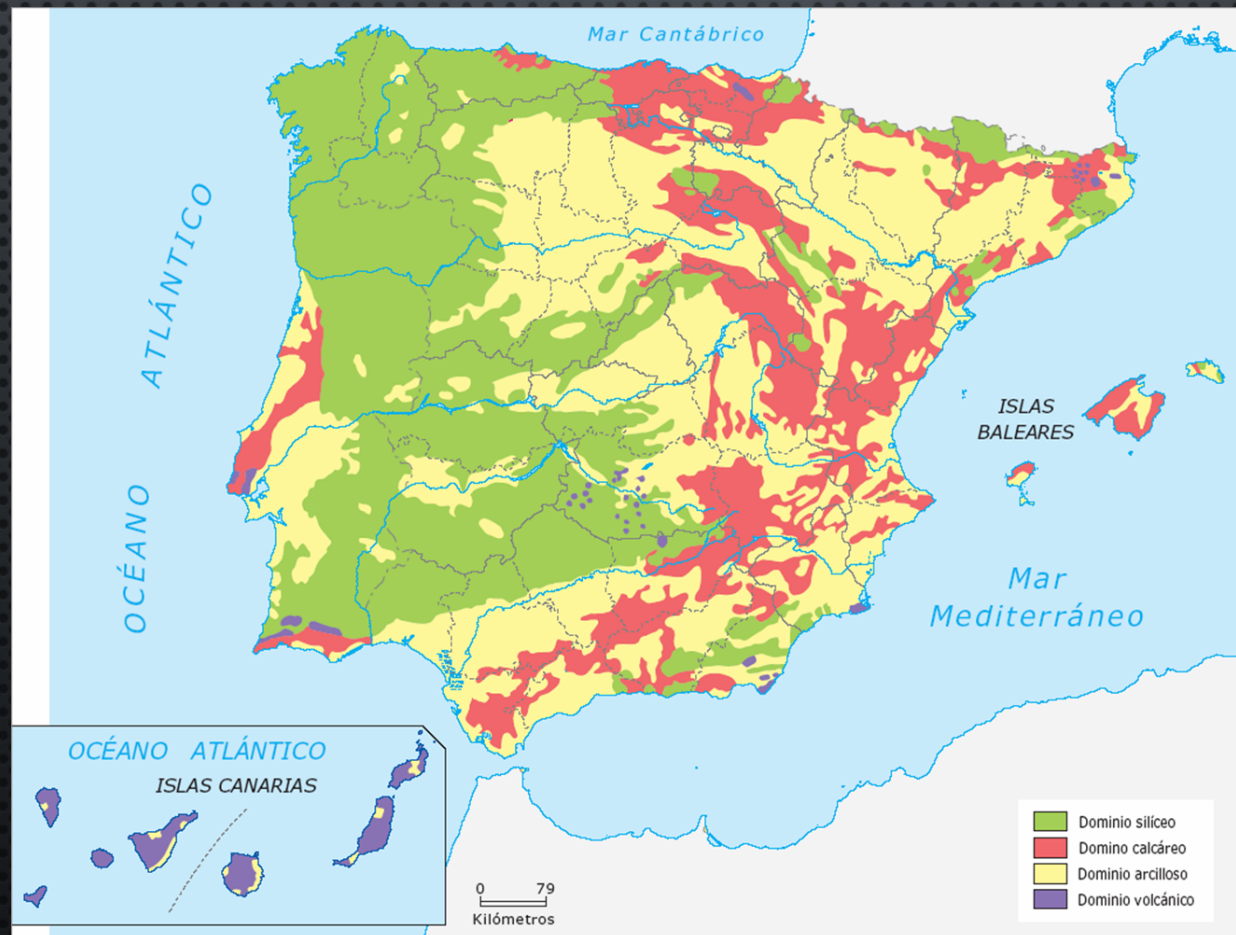 Mar Cantábrico
OCÉANO ATLÁNTICO
ISLAS
BALEARES
Mar
Mediterráneo
OCÉANO ATLÁNTICO
ISLAS CANARIAS
0 79
Kilómetros
Dominio silíceo
Domino calcáreo
Dominio arcilloso
Dominio volcánico